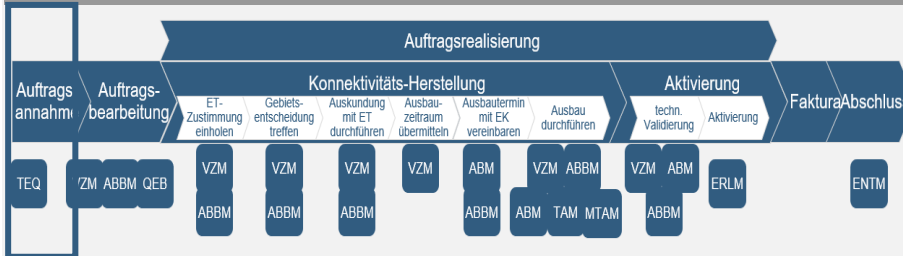 Auftragsrealisierung
Auftrags
annahme
Auftrags-
bearbeitung
Konnektivitäts-Herstellung
Aktivierung
Faktura
Abschluss
ET-
Zustimmung
einholen
Gebiets-
entscheidung
treffen
Auskundung
mit ET
durchführen
Ausbau-
zeitraum
übermitteln
Ausbautermin
mit EK
vereinbaren
Ausbau
durchführen
techn.
Validierung
Aktivierung
TEQ
VZM ABBM QEB
VZM
ABBM
VZM
ABBM
VZM
ABBM
VZM
ABM
ABBM
VZM ABBM
ABM TAM MTAM
VZM ABM
ABBM
ERLM
ENTM